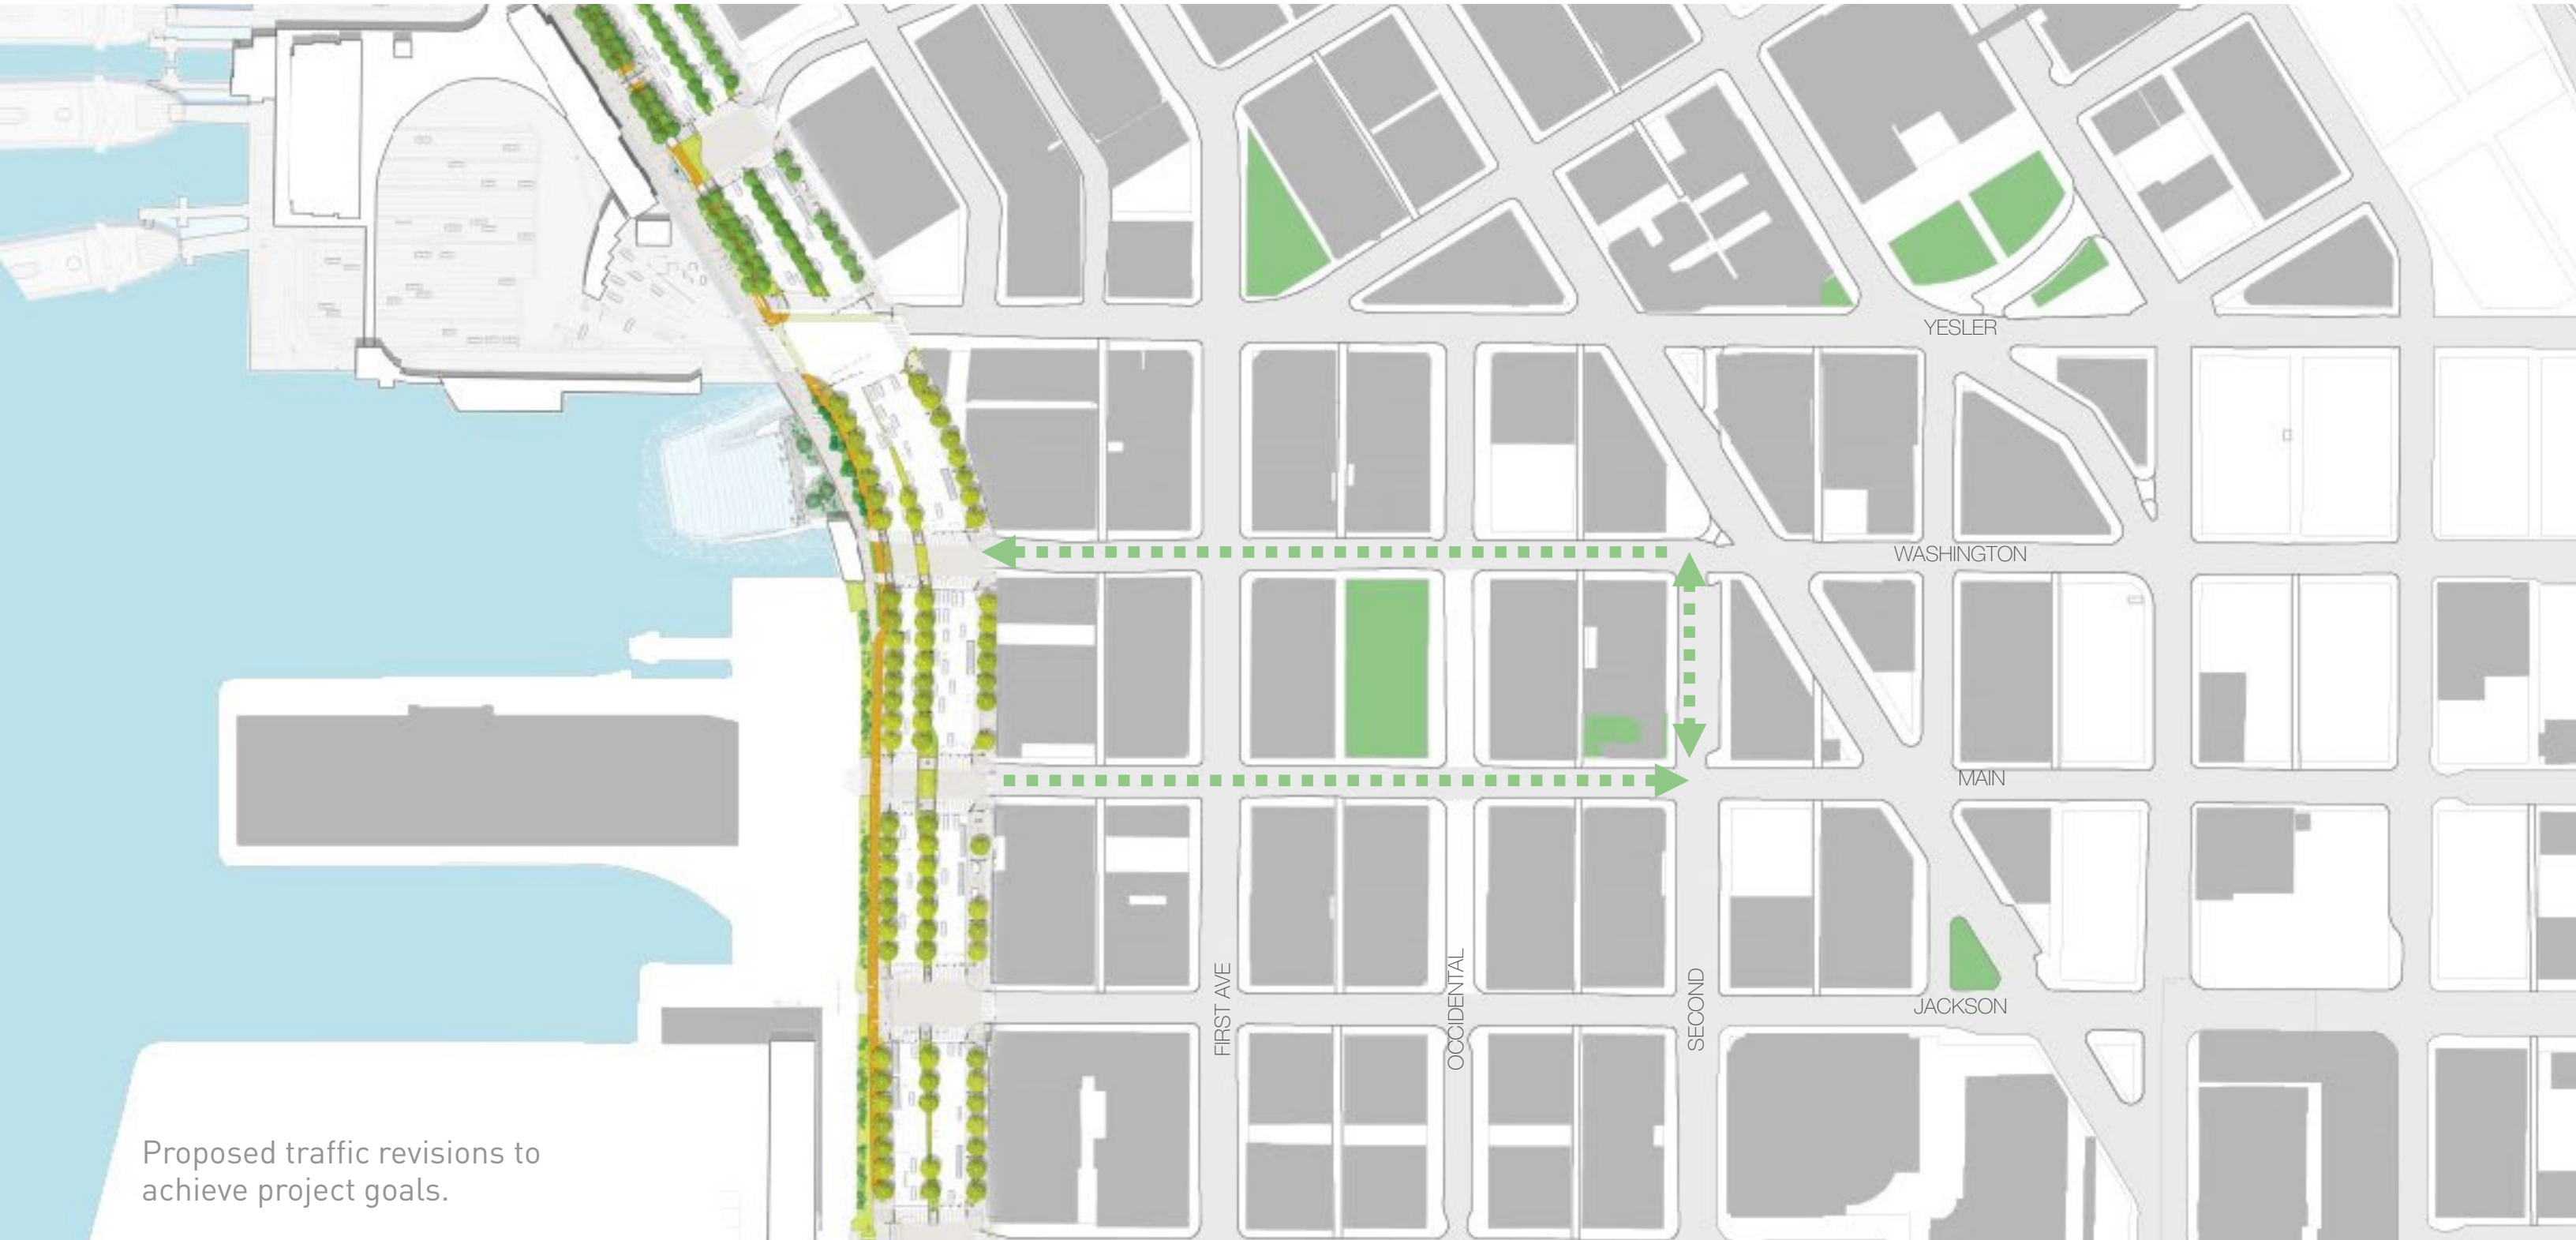 YESLER
WASHINGTON
MAIN
FIRST AVE
OCCIDENTAL
SECOND
JACKSON
Proposed traffic revisions to
achieve project goals.